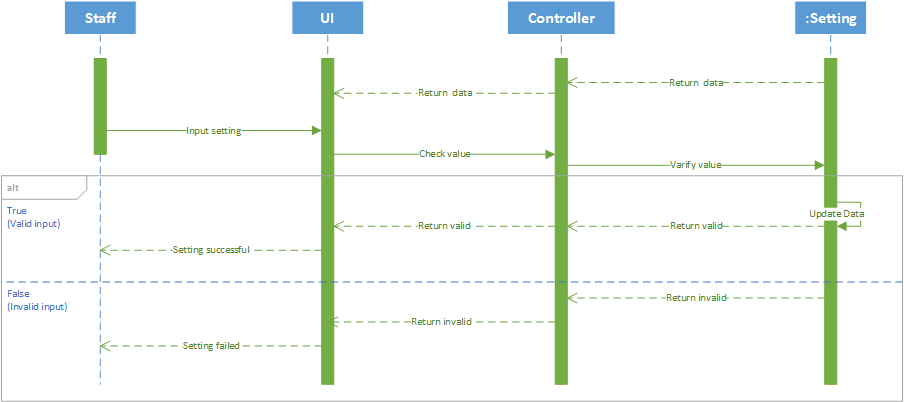 Staff
UI
Controller
:Setting
Return data
Return data
Input setting
Check value
Varify value
alt
True
(Valid input)
Update Data
Return valid
Return valid
Setting successful
False
(Invalid input)
Return invalid
Return invalid
Setting failed